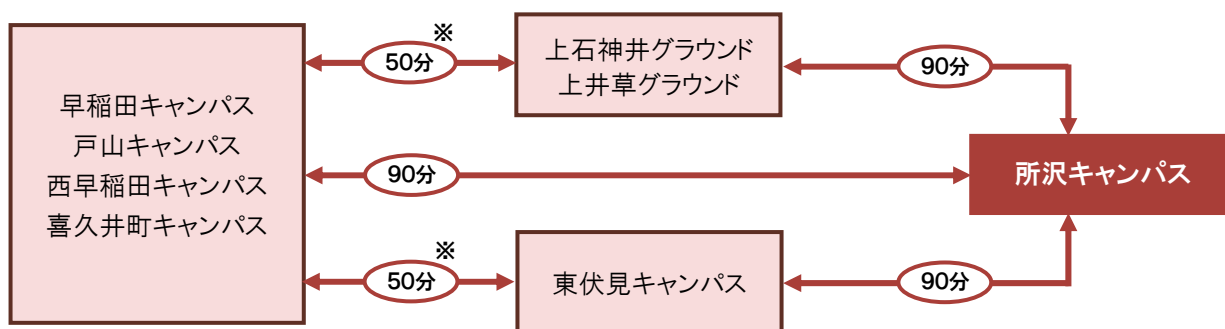 早稲田キャンパス
戸山キャンパス
西早稲田キャンパス
喜久井町キャンパス
※
50分
上石神井グラウンド
上井草グラウンド
90分
90分
所沢キャンパス
※
50分
東伏見キャンパス
90分